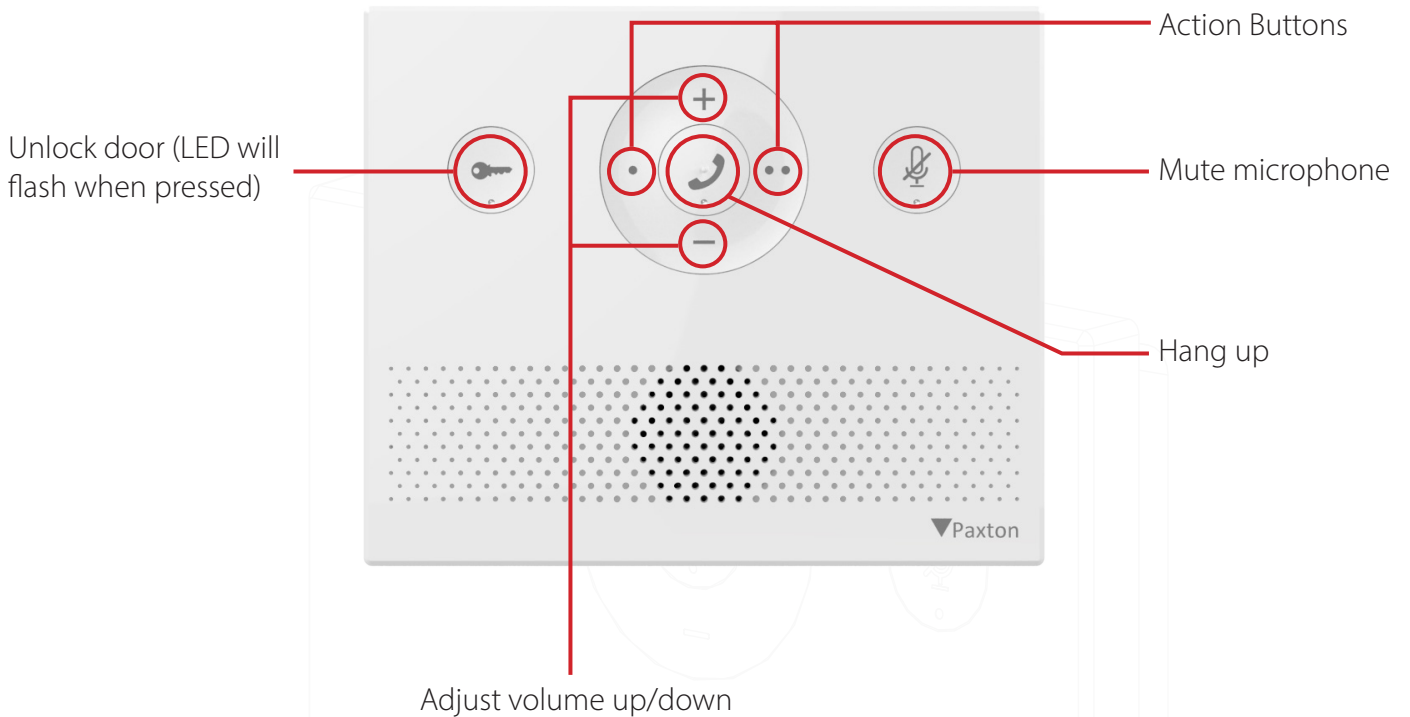 Action Buttons
Unlock door (LED will
flash when pressed)
Mute microphone
Hang up
Paxton
Adjust volume up/down